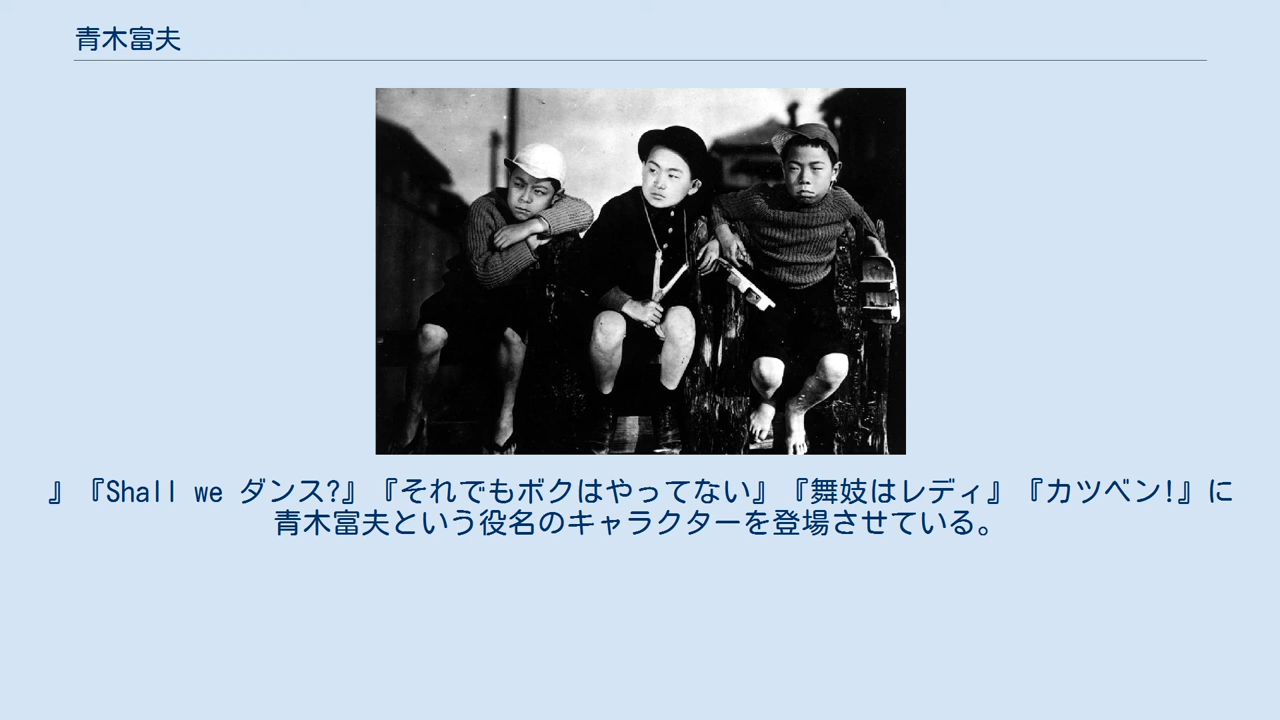 青木富夫
』『Shall we ダンス?』『それでもボクはやってない』『舞妓はレディ』『カツベン!』に
青木富夫という役名のキャラクターを登場させている。